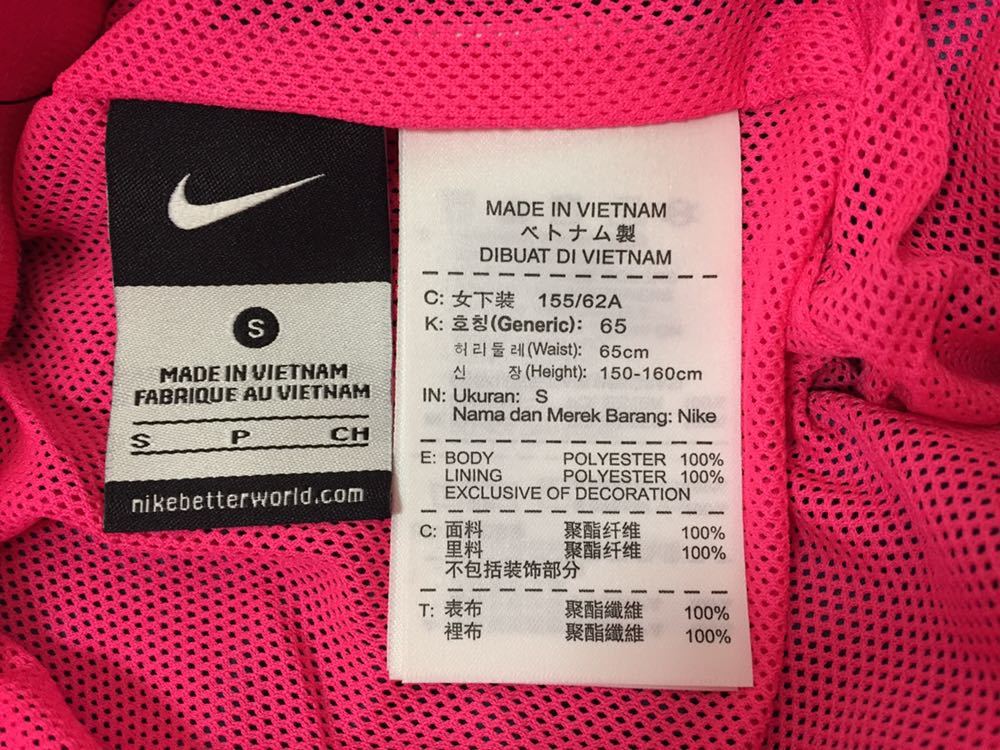 S
MADE IN VIETNAM
FABRIQUE AU VIETNAM
S P CH
nikebetterworld.com
MADE IN VIETNAM
ベトナム製
DIBUAT DI VIETNAM
C: 女下装 155/62A
K: 호칭(Generic): 65
허리둘레(Waist): 65cm
신 장(Height): 150-160cm
IN: Ukuran: S
Nama dan Merek Barang: Nike
E: BODY POLYESTER 100%
LINING POLYESTER 100%
EXCLUSIVE OF DECORATION
C: 面料 聚酯纤维 100%
里料 聚酯纤维 100%
不包括装饰部分
T: 表布 聚酯纖維 100%
裡布 聚酯纖維 100%